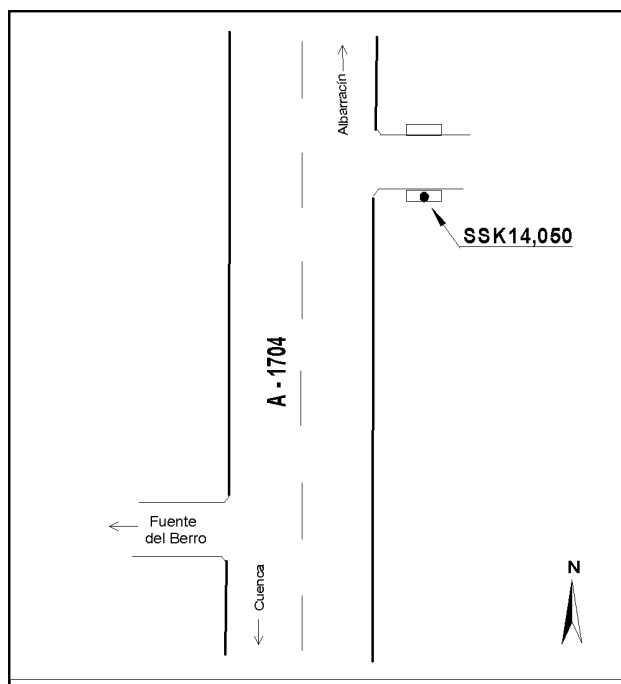 Albarracín
SSK14,050
A - 1704
Fuente
del Berro
Cuenca
N